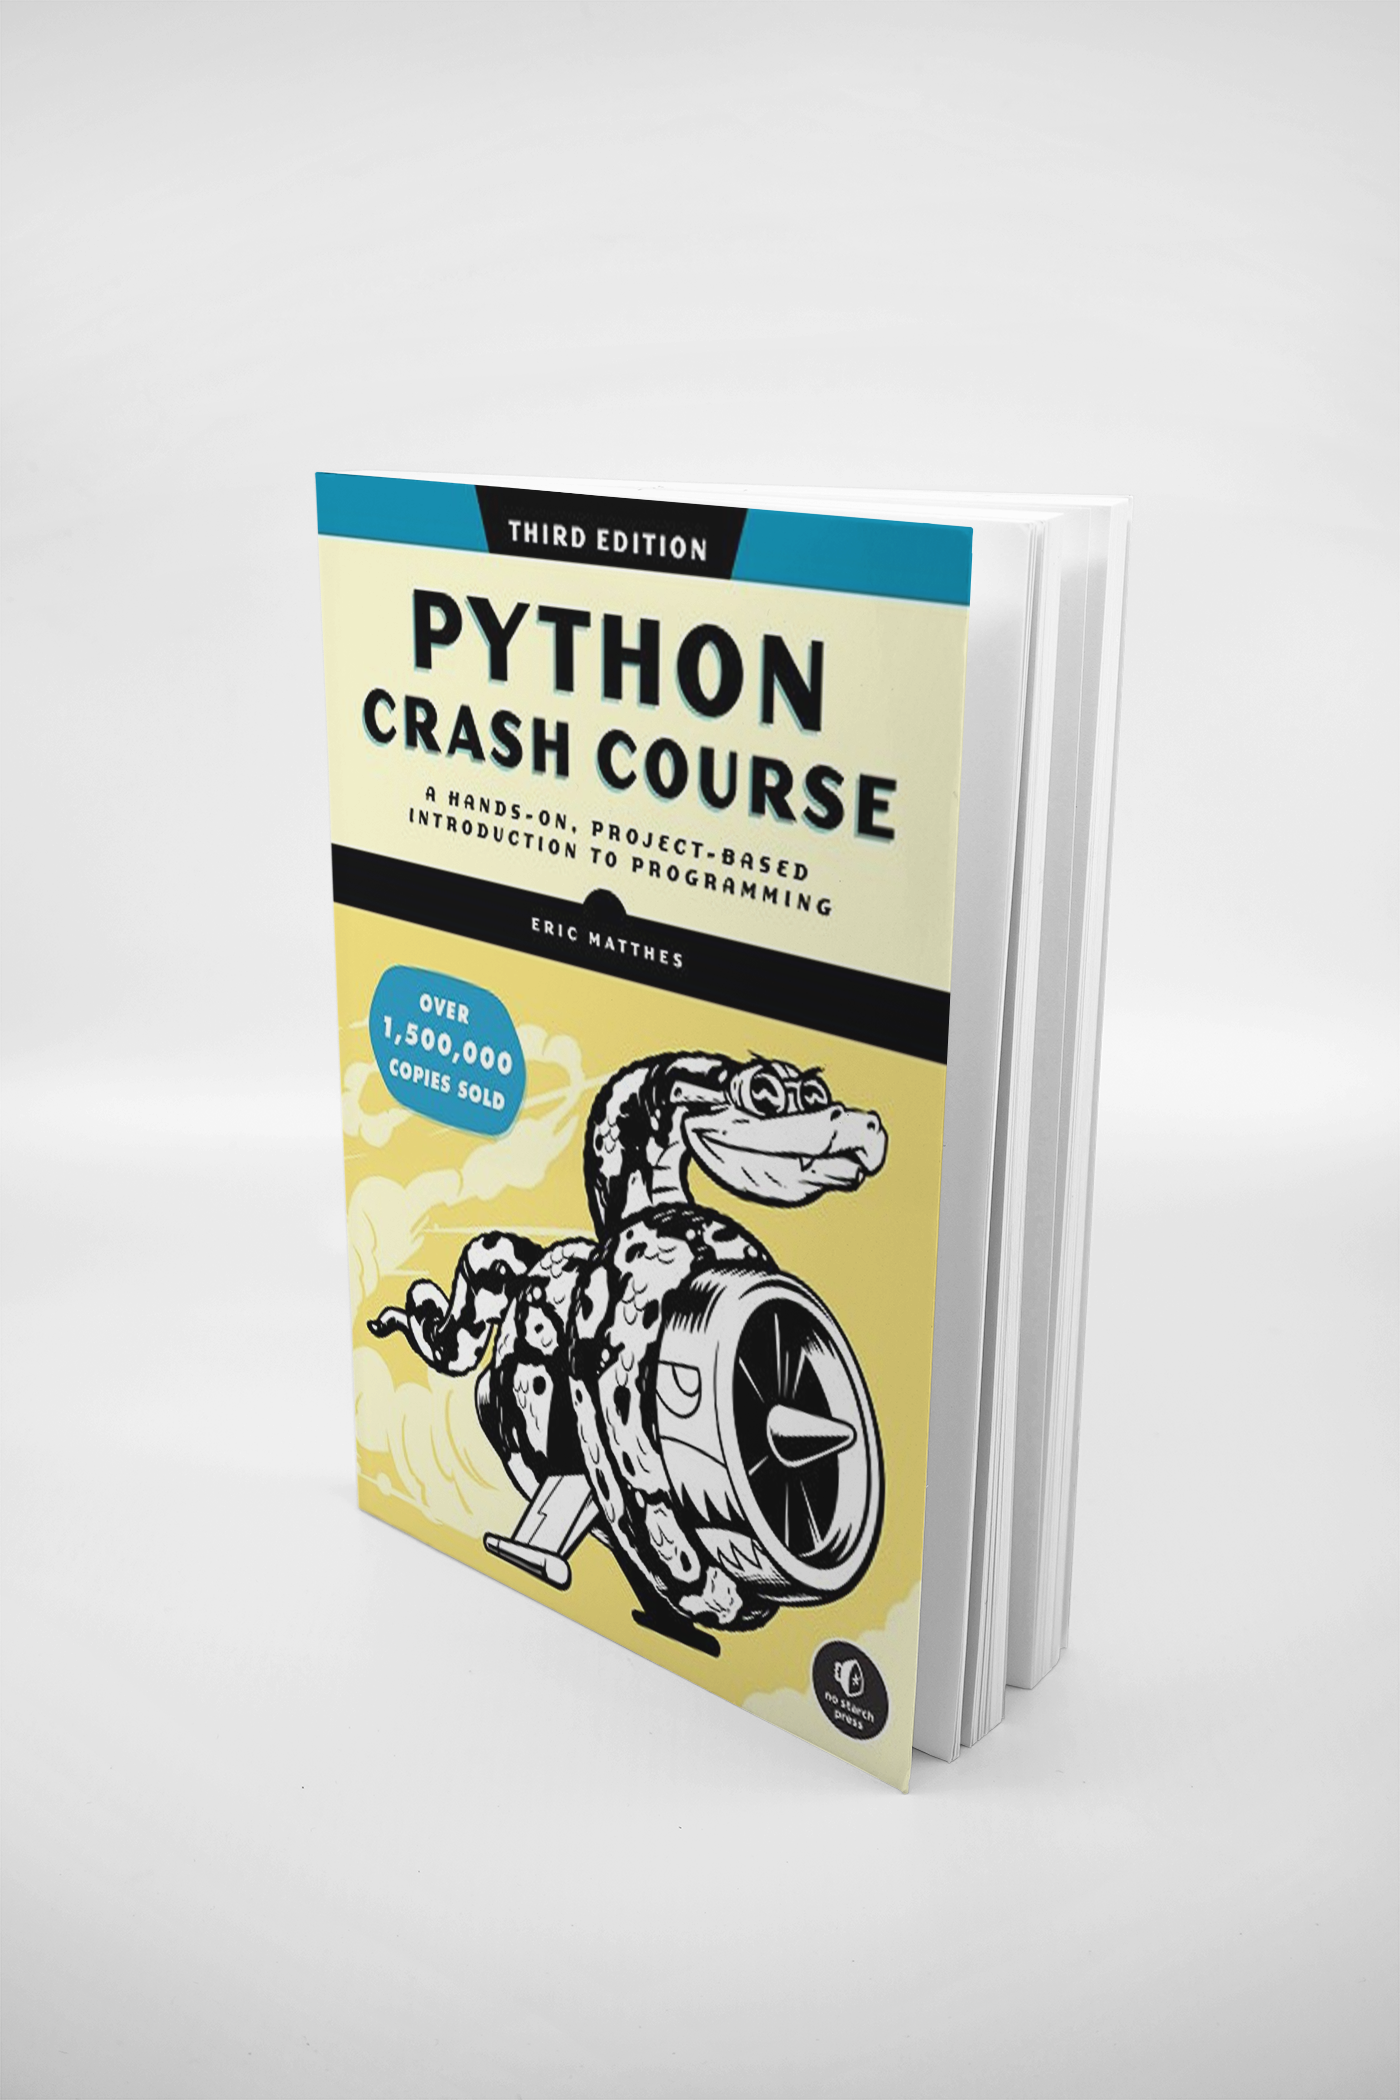 THIRD EDITION
PYTHON
CRASH COURSE
A HANDS-ON, PROJECT-BASED
INTRODUCTION TO PROGRAMMING
ERIC MATTHES
OVER
1,500,000
COPIES SOLD
no starch
press